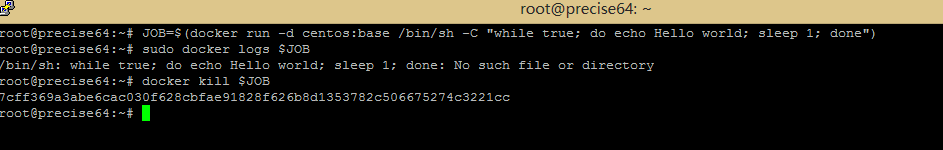 root@precise64: ~
root@precise64:~# JOB=$(docker run -d centos:base /bin/sh -C "while true; do echo Hello world; sleep 1; done")
root@precise64:~# sudo docker logs $JOB
/bin/sh: while true; do echo Hello world; sleep 1; done: No such file or directory
root@precise64:~# docker kill $JOB
7cff369a3abe6cac030f628cbfae91828f626b8d1353782c506675274c3221cc
root@precise64:~#